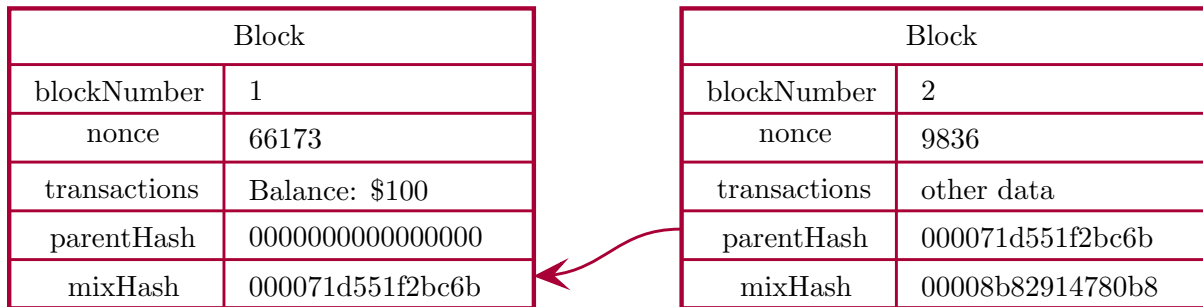 Block
blockNumber 1
nonce 66173
transactions Balance: $100
parentHash 0000000000000000
mixHash 000071d551f2bc6b
Block
blockNumber 2
nonce 9836
transactions other data
parentHash 000071d551f2bc6b
mixHash 00008b82914780b8